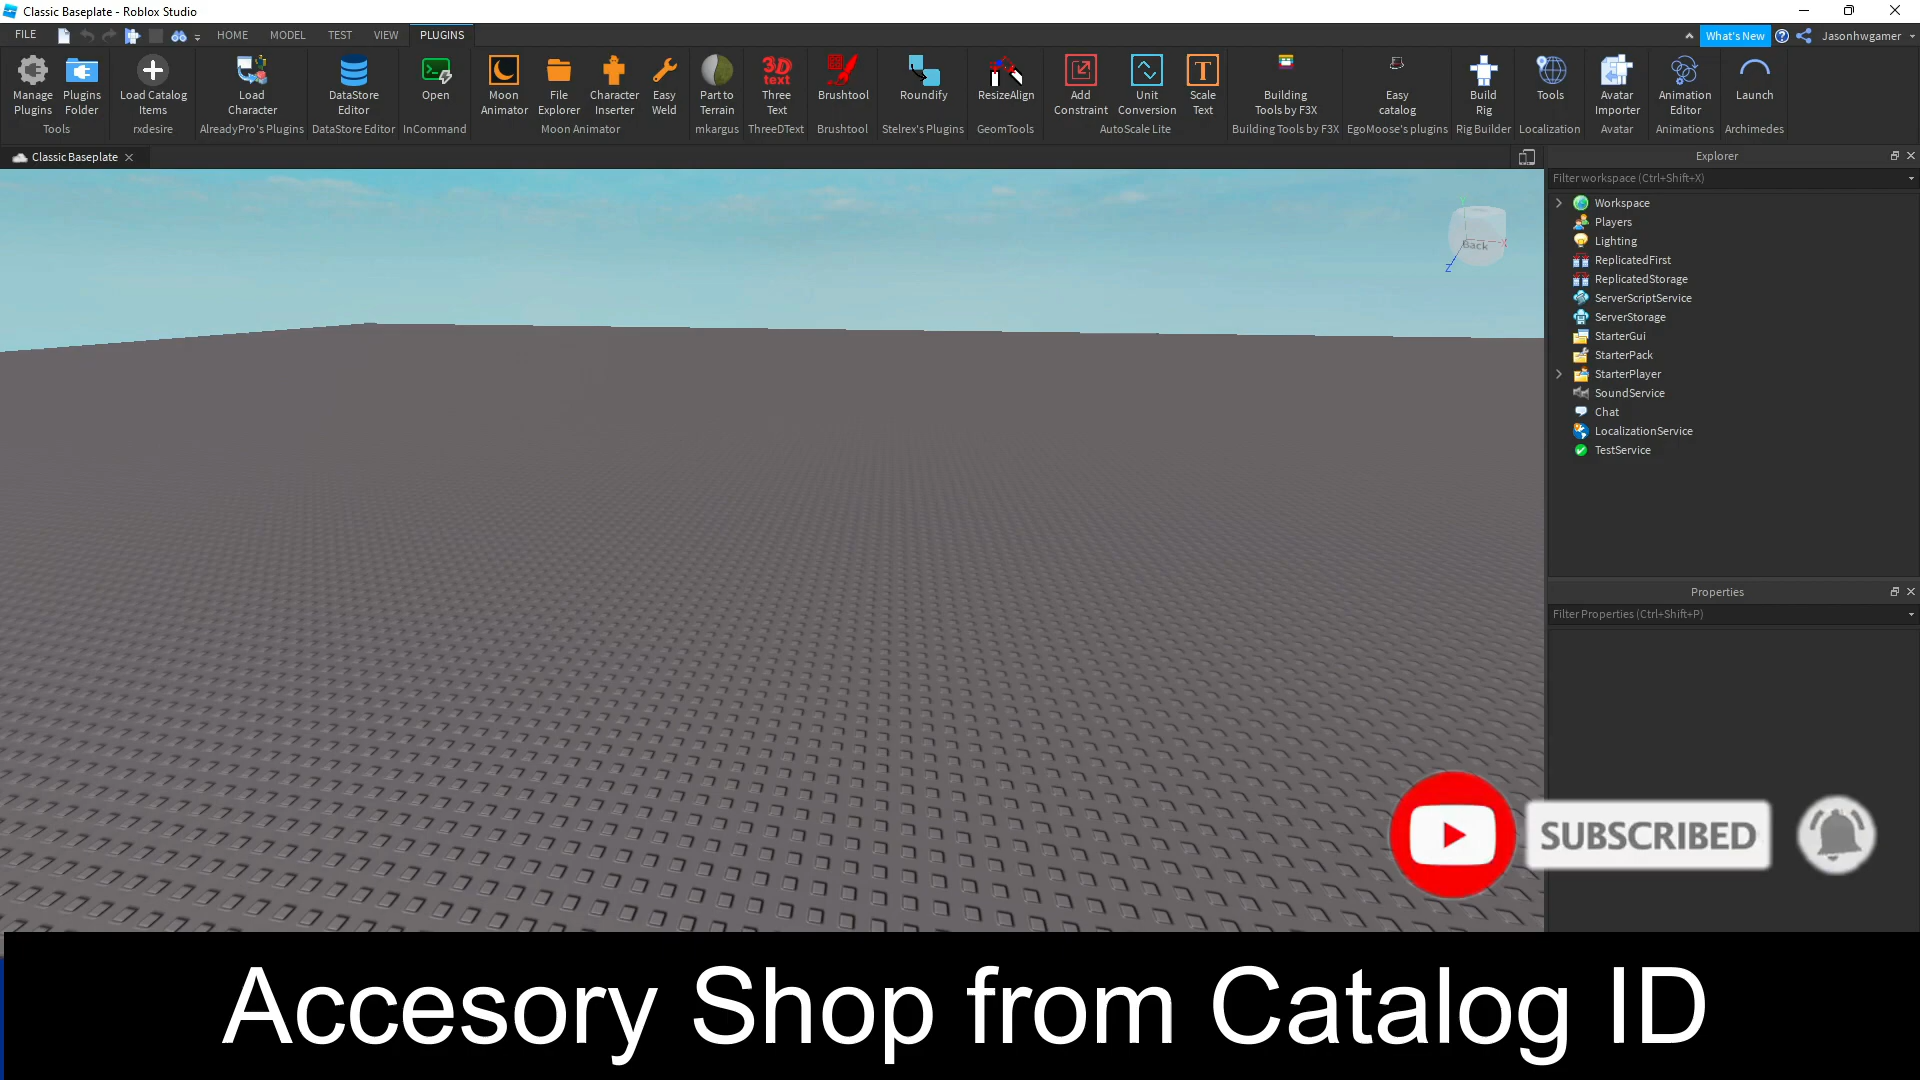 Classic Baseplate - Roblox Studio
FILE HOME MODEL TEST VIEW PLUGINS What's New Jasonhwgamer
Manage Plugins
Plugins Folder
Tools
Load Catalog Items
rxdesire
Load Character
AlreadyPro's Plugins
DataStore Editor
DataStore Editor
Open
InCommand
Moon Animator
File Explorer
Character Inserter
Easy Weld
Moon Animator
Part to Terrain
mkargus
3D text
Three Text
ThreeDText
Brushtool
Brushtool
Roundify
Stelrex's Plugins
ResizeAlign
GeomTools
Add Constraint
Unit Conversion
T
Scale Text
AutoScale Lite
Building Tools by F3X
Building Tools by F3X
Easy catalog
EgoMoose's plugins
Build Rig
Rig Builder
Tools
Localization
Avatar Importer
Avatar
Animation Editor
Animations
Launch
Archimedes
Classic Baseplate
Explorer
Filter workspace (Ctrl+Shift+X)
Workspace
Players
Lighting
ReplicatedFirst
ReplicatedStorage
ServerScriptService
ServerStorage
StarterGui
StarterPack
StarterPlayer
SoundService
Chat
LocalizationService
TestService
Y
Back
X
Z
Properties
Filter Properties (Ctrl+Shift+P)
SUBSCRIBED
Accesory Shop from Catalog ID